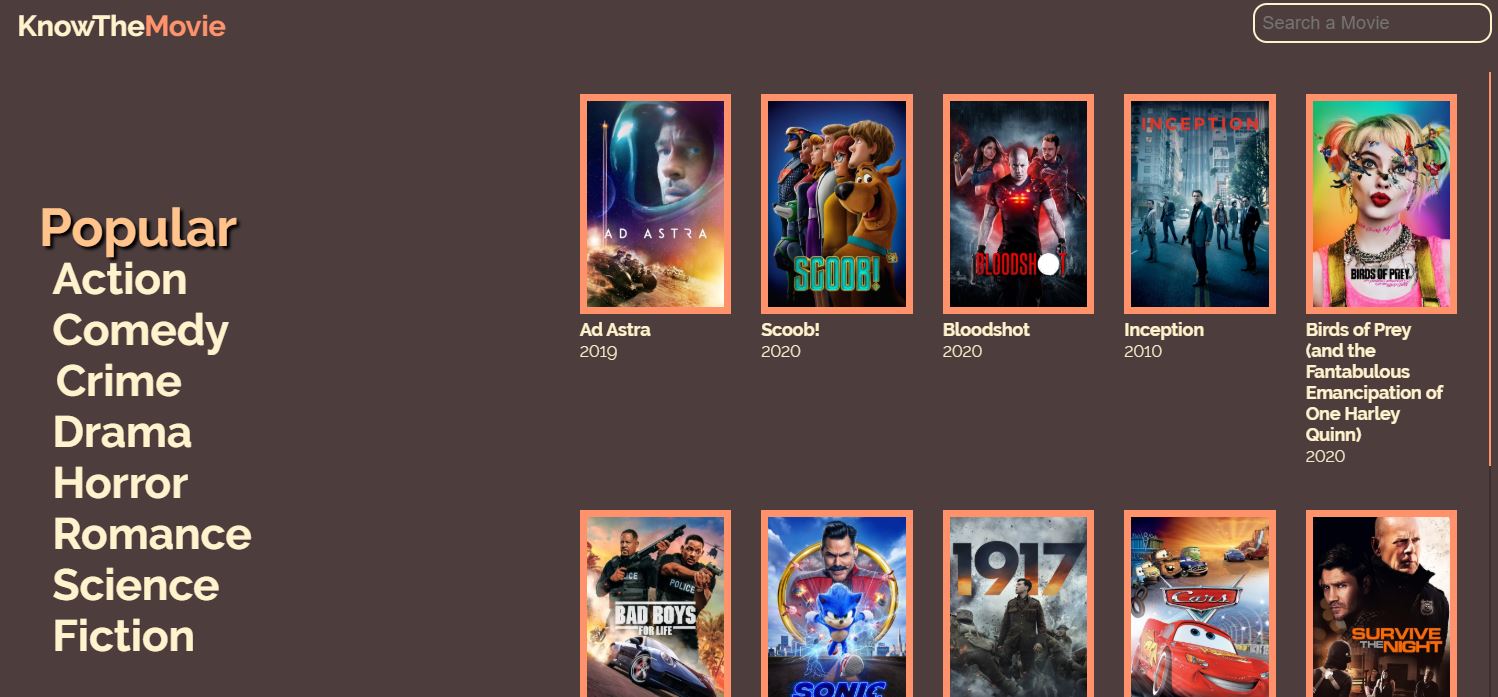 KnowTheMovie
Search a Movie
Popular
Action
Comedy
Crime
Drama
Horror
Romance
Science
Fiction
AD ASTRA
SCOOB!
BLOODSHOT
INCEPTION
BIRDS OF PREY
Ad Astra
2019
Scoob!
2020
Bloodshot
2020
Inception
2010
Birds of Prey
(and the
Fantabulous
Emancipation of
One Harley
Quinn)
2020
POLICE
BAD BOYS
FOR LIFE
SONIC
1917
Cars
SURVIVE
THE NIGHT